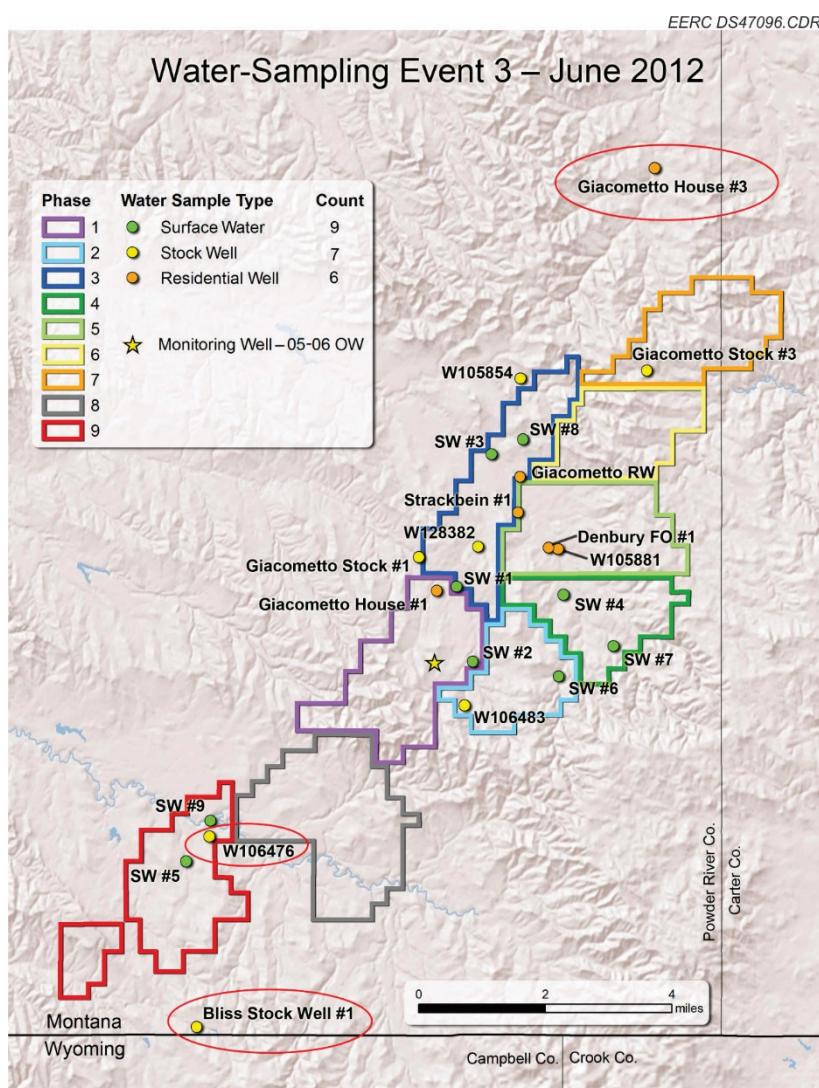 EERC DS47096.CDR
Water-Sampling Event 3 – June 2012
Giacometto House #3
Phase Water Sample Type Count
1 Surface Water 9
2 Stock Well 7
3 Residential Well 6
4
5 Monitoring Well – 05-06 OW
6
7
8
9
Giacometto Stock #3
W105854
SW #8
SW #3
Giacometto RW
Strackbein #1
W128382
Denbury FO #1
W105881
Giacometto Stock #1
SW #1
Giacometto House #1
SW #4
SW #2
SW #7
SW #6
W106483
SW #9
W106476
SW #5
Powder River Co.
Carter Co.
0 2 4
miles
Bliss Stock Well #1
Montana
Wyoming
Campbell Co. Crook Co.